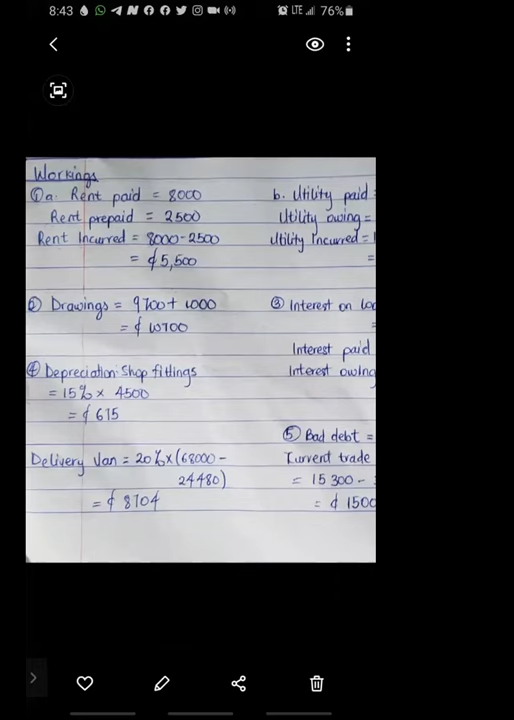 8:43
LTE 76%
Workings
① a. Rent paid = 8000
Rent prepaid = 2500
Rent Incurred = 8000-2500
= ₵5,500
b. Utility paid =
Utility owing =
Utility Incurred =
=
② Drawings = 9700+ 1000
= ₵10700
③ Interest on loa
=
Interest paid
Interest owing
④ Depreciation: Shop fittings
= 15% × 4500
= ₵ 615
Delivery Van = 20%×(68000 -
24480)
= ₵ 8704
⑤ Bad debt =
Current trade
= 15 300 -
= ₵ 1500